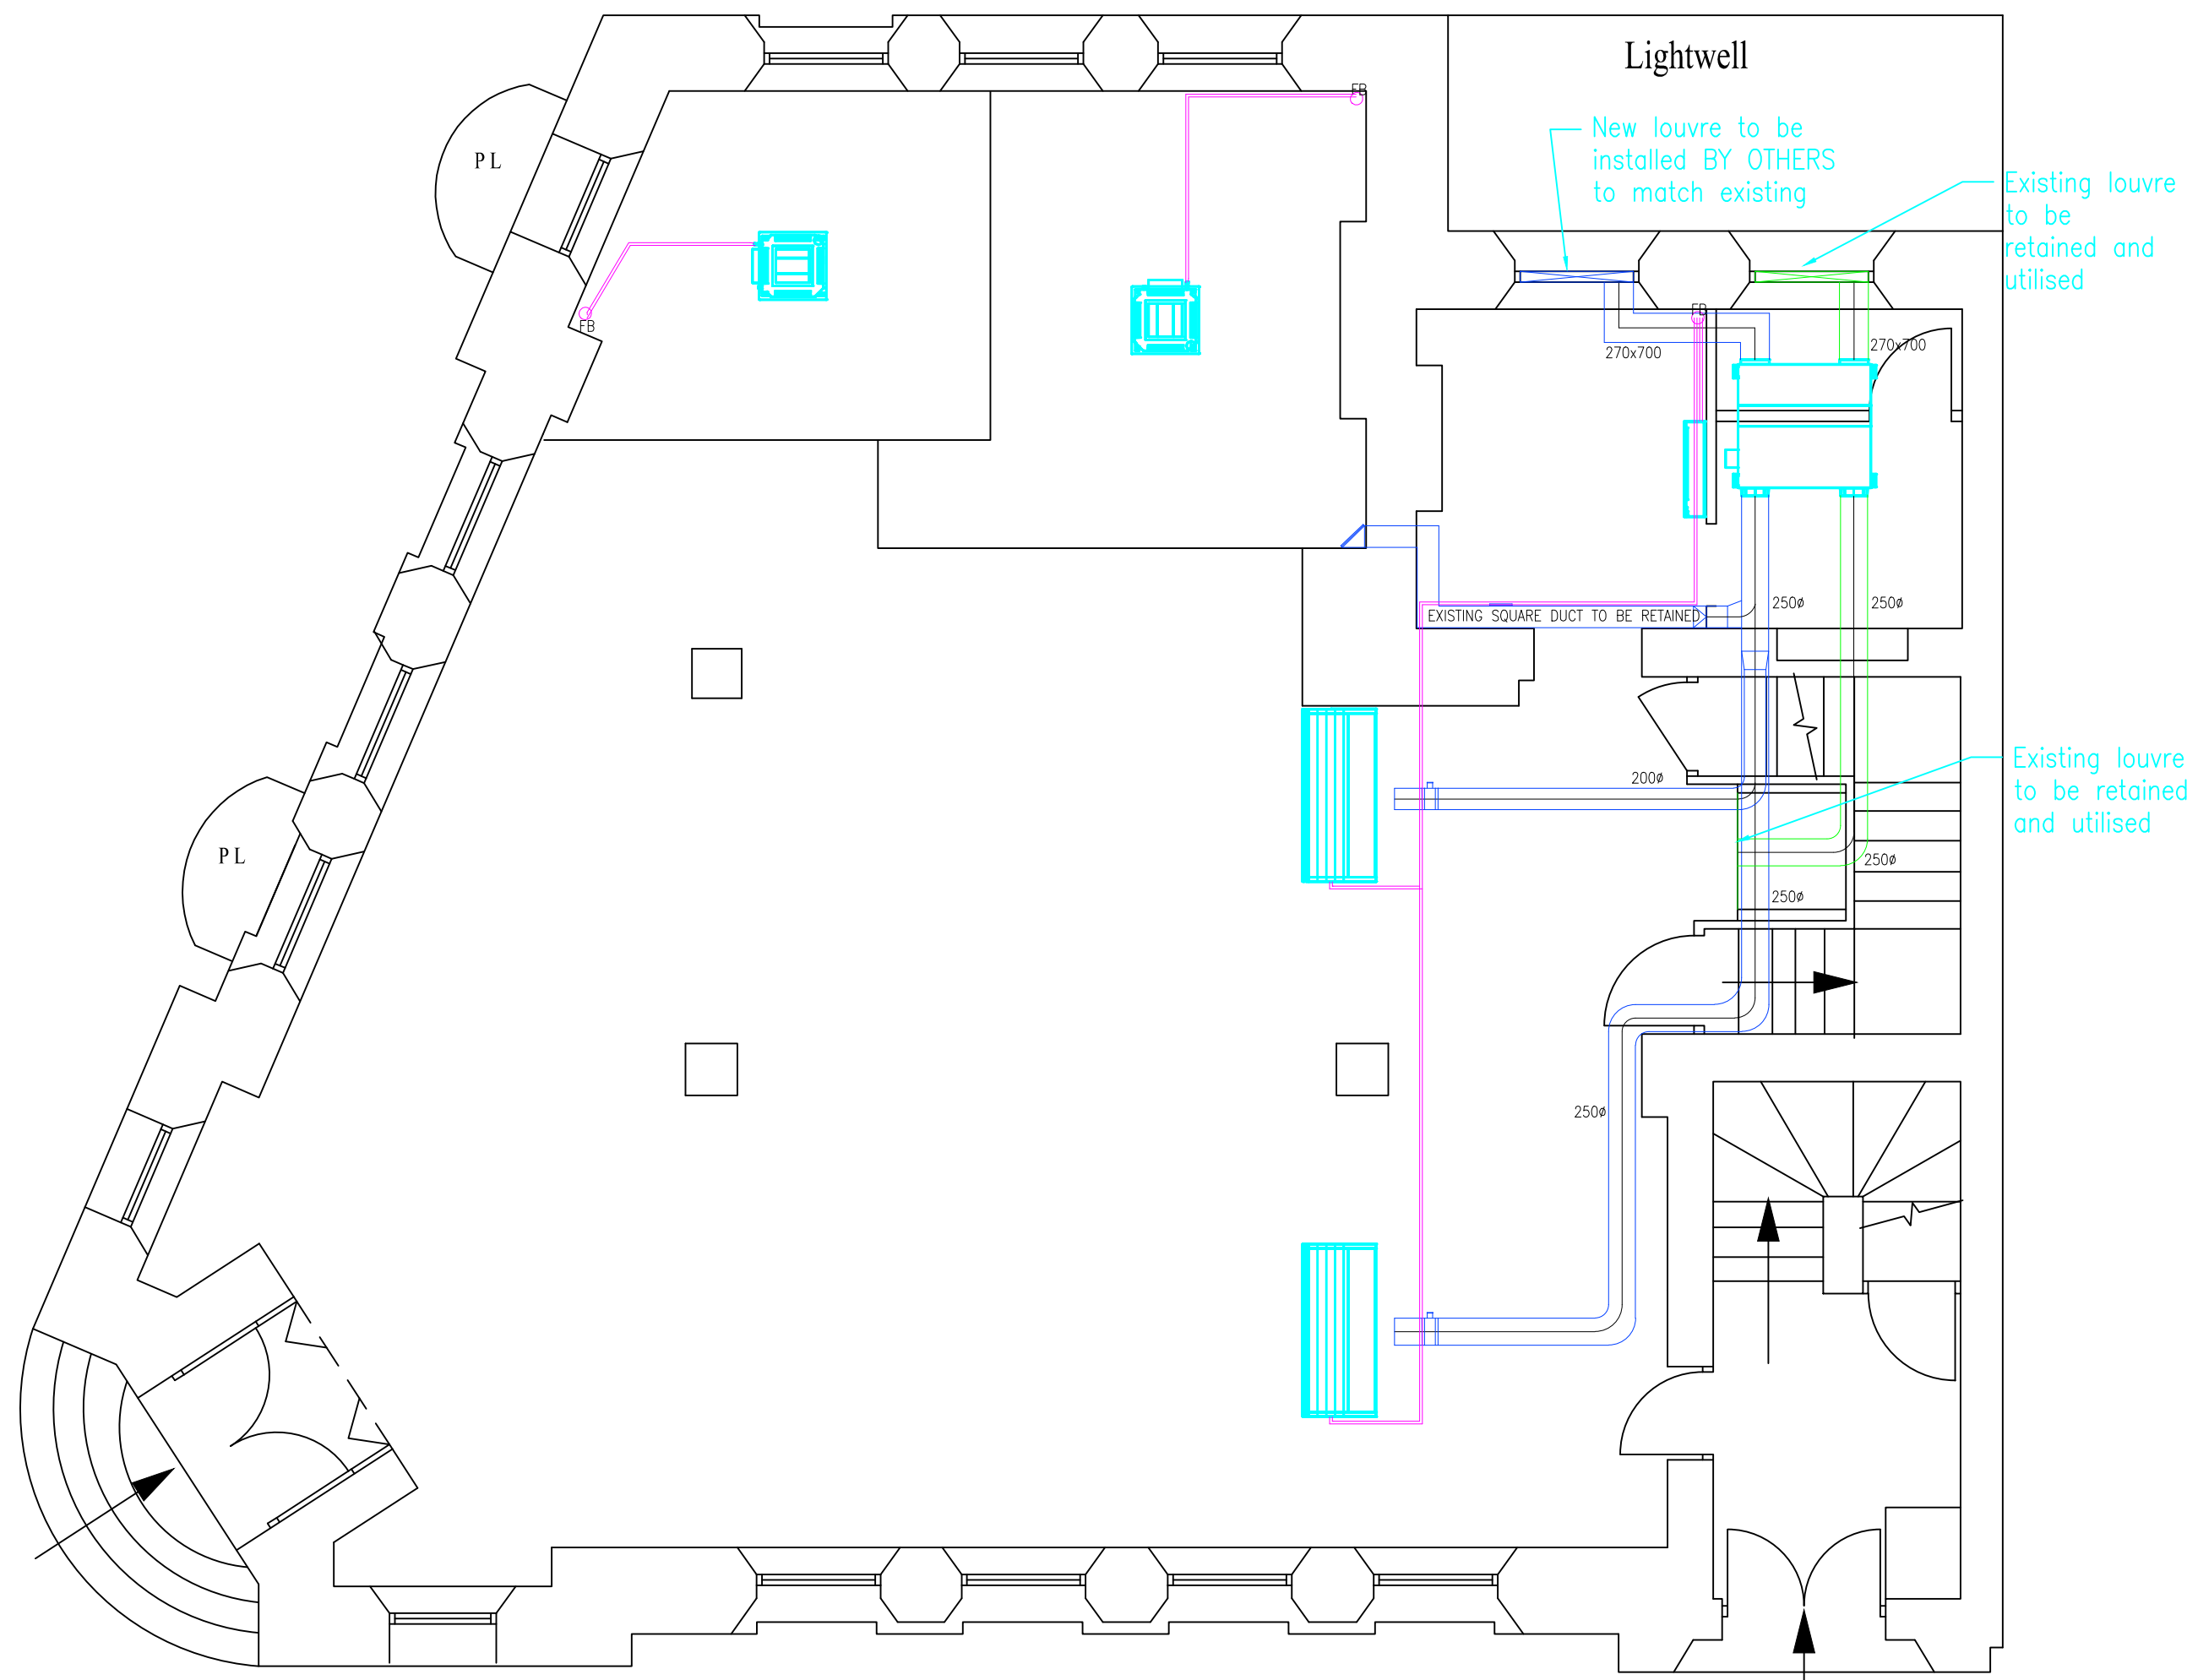 Lightwell
New louvre to be
installed BY OTHERS
to match existing
Existing louvre
to be
retained and
utilised
FB
P L
FB
FB
270x700
270x700
EXISTING SQUARE DUCT TO BE RETAINED
250ø
250ø
200ø
Existing louvre
to be retained
and utilised
P L
250ø
250ø
250ø